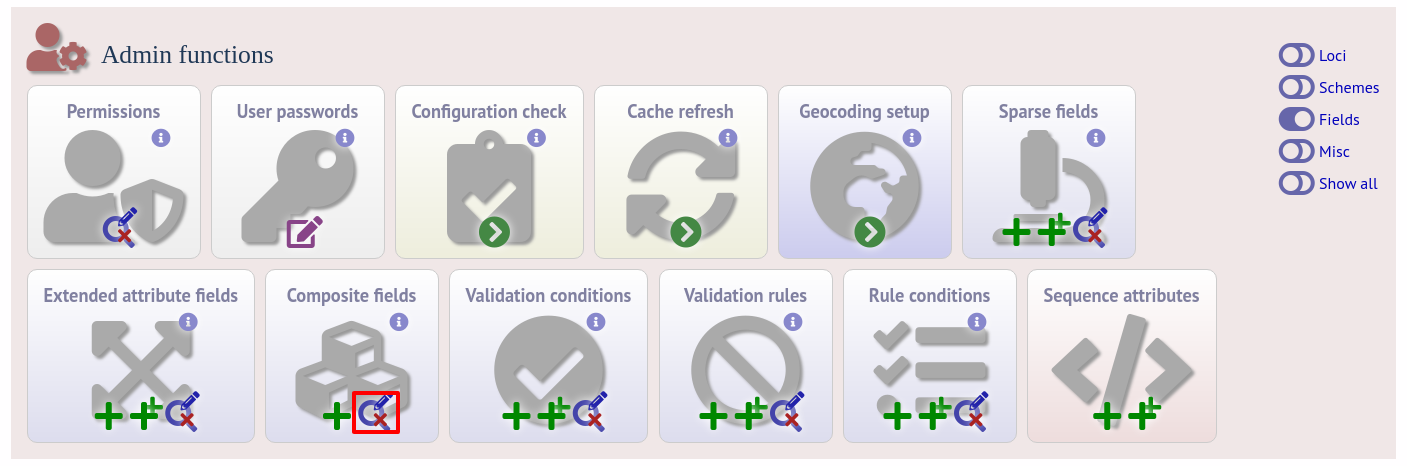 Admin functions
Permissions
User passwords
Configuration check
Cache refresh
Geocoding setup
Sparse fields
Extended attribute fields
Composite fields
Validation conditions
Validation rules
Rule conditions
Sequence attributes
Loci
Schemes
Fields
Misc
Show all